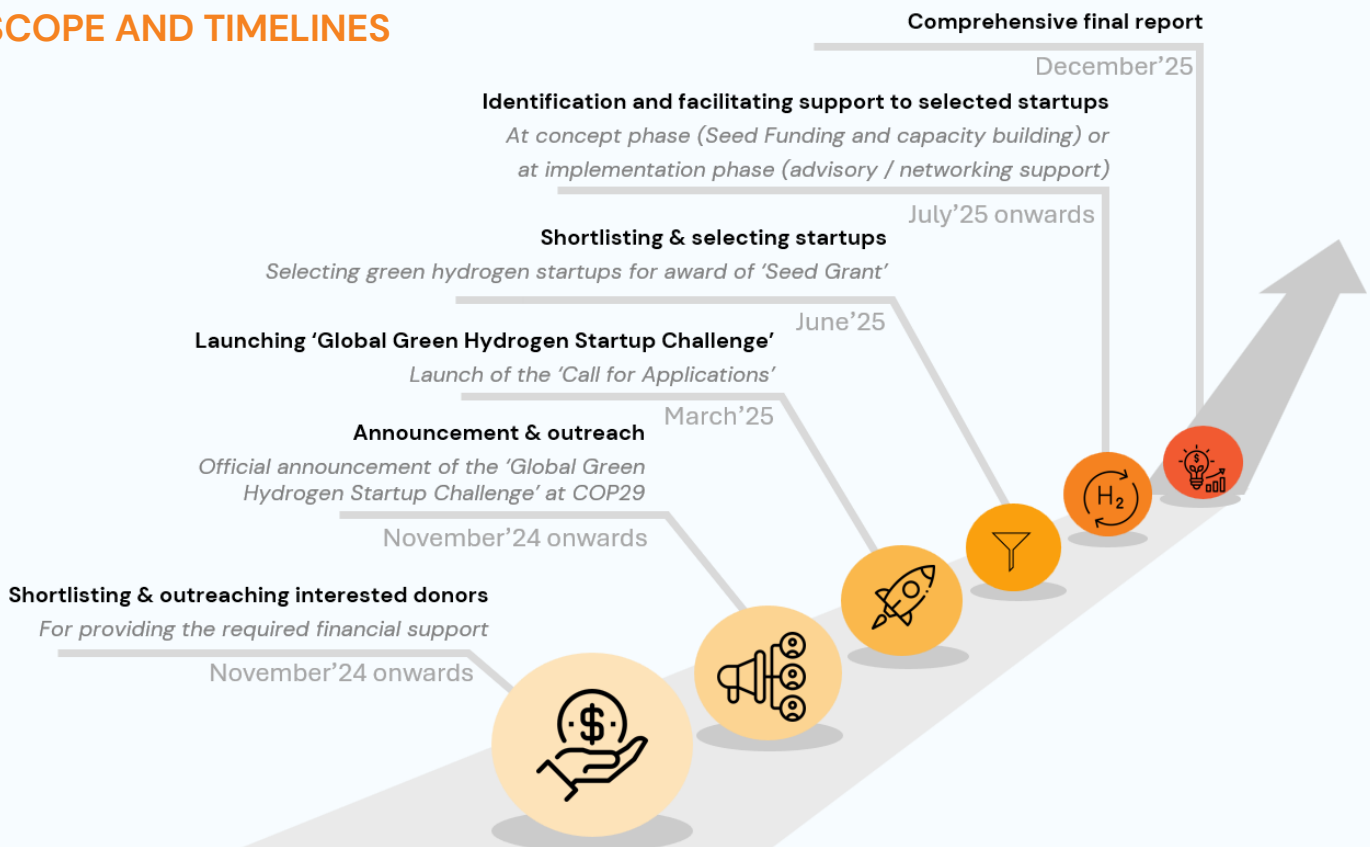 SCOPE AND TIMELINES
Comprehensive final report
December’25
Identification and facilitating support to selected startups
At concept phase (Seed Funding and capacity building) or
at implementation phase (advisory / networking support)
July’25 onwards
Shortlisting & selecting startups
Selecting green hydrogen startups for award of ‘Seed Grant’
June’25
Launching ‘Global Green Hydrogen Startup Challenge’
Launch of the ‘Call for Applications’
March’25
Announcement & outreach
Official announcement of the ‘Global Green
Hydrogen Startup Challenge’ at COP29
November’24 onwards
Shortlisting & outreaching interested donors
For providing the required financial support
November’24 onwards
$
H2
$